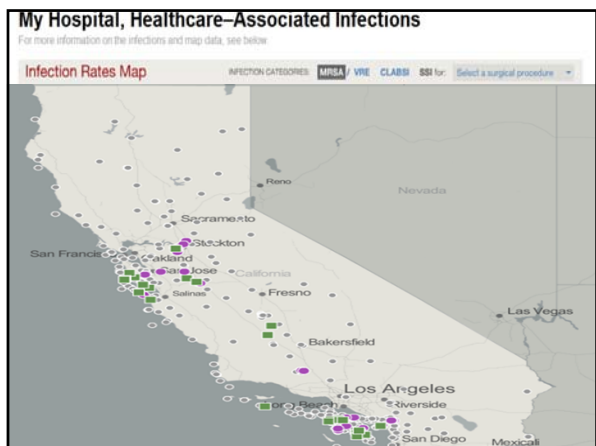 My Hospital, Healthcare–Associated Infections
For more information on the infections and map data, see below.
Infection Rates Map
INFECTION CATEGORIES: MRSA / VRE CLABSI SSI for: Select a surgical procedure
Reno
Nevada
Sacramento
Stockton
San Francis
Oakland
San Jose
California
Salinas
Fresno
Las Vegas
Bakersfield
Los Angeles
Long Beach
Riverside
San Diego
Mexicali